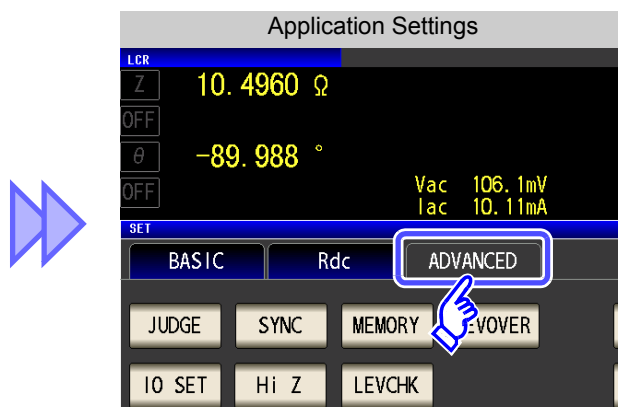 Application Settings
LCR
Z 10.4960 Ω
OFF
θ -89.988 °
OFF
Vac 106.1mV
Iac 10.11mA
SET
BASIC Rdc ADVANCED
JUDGE SYNC MEMORY EVOVER
IO SET Hi Z LEVCHK